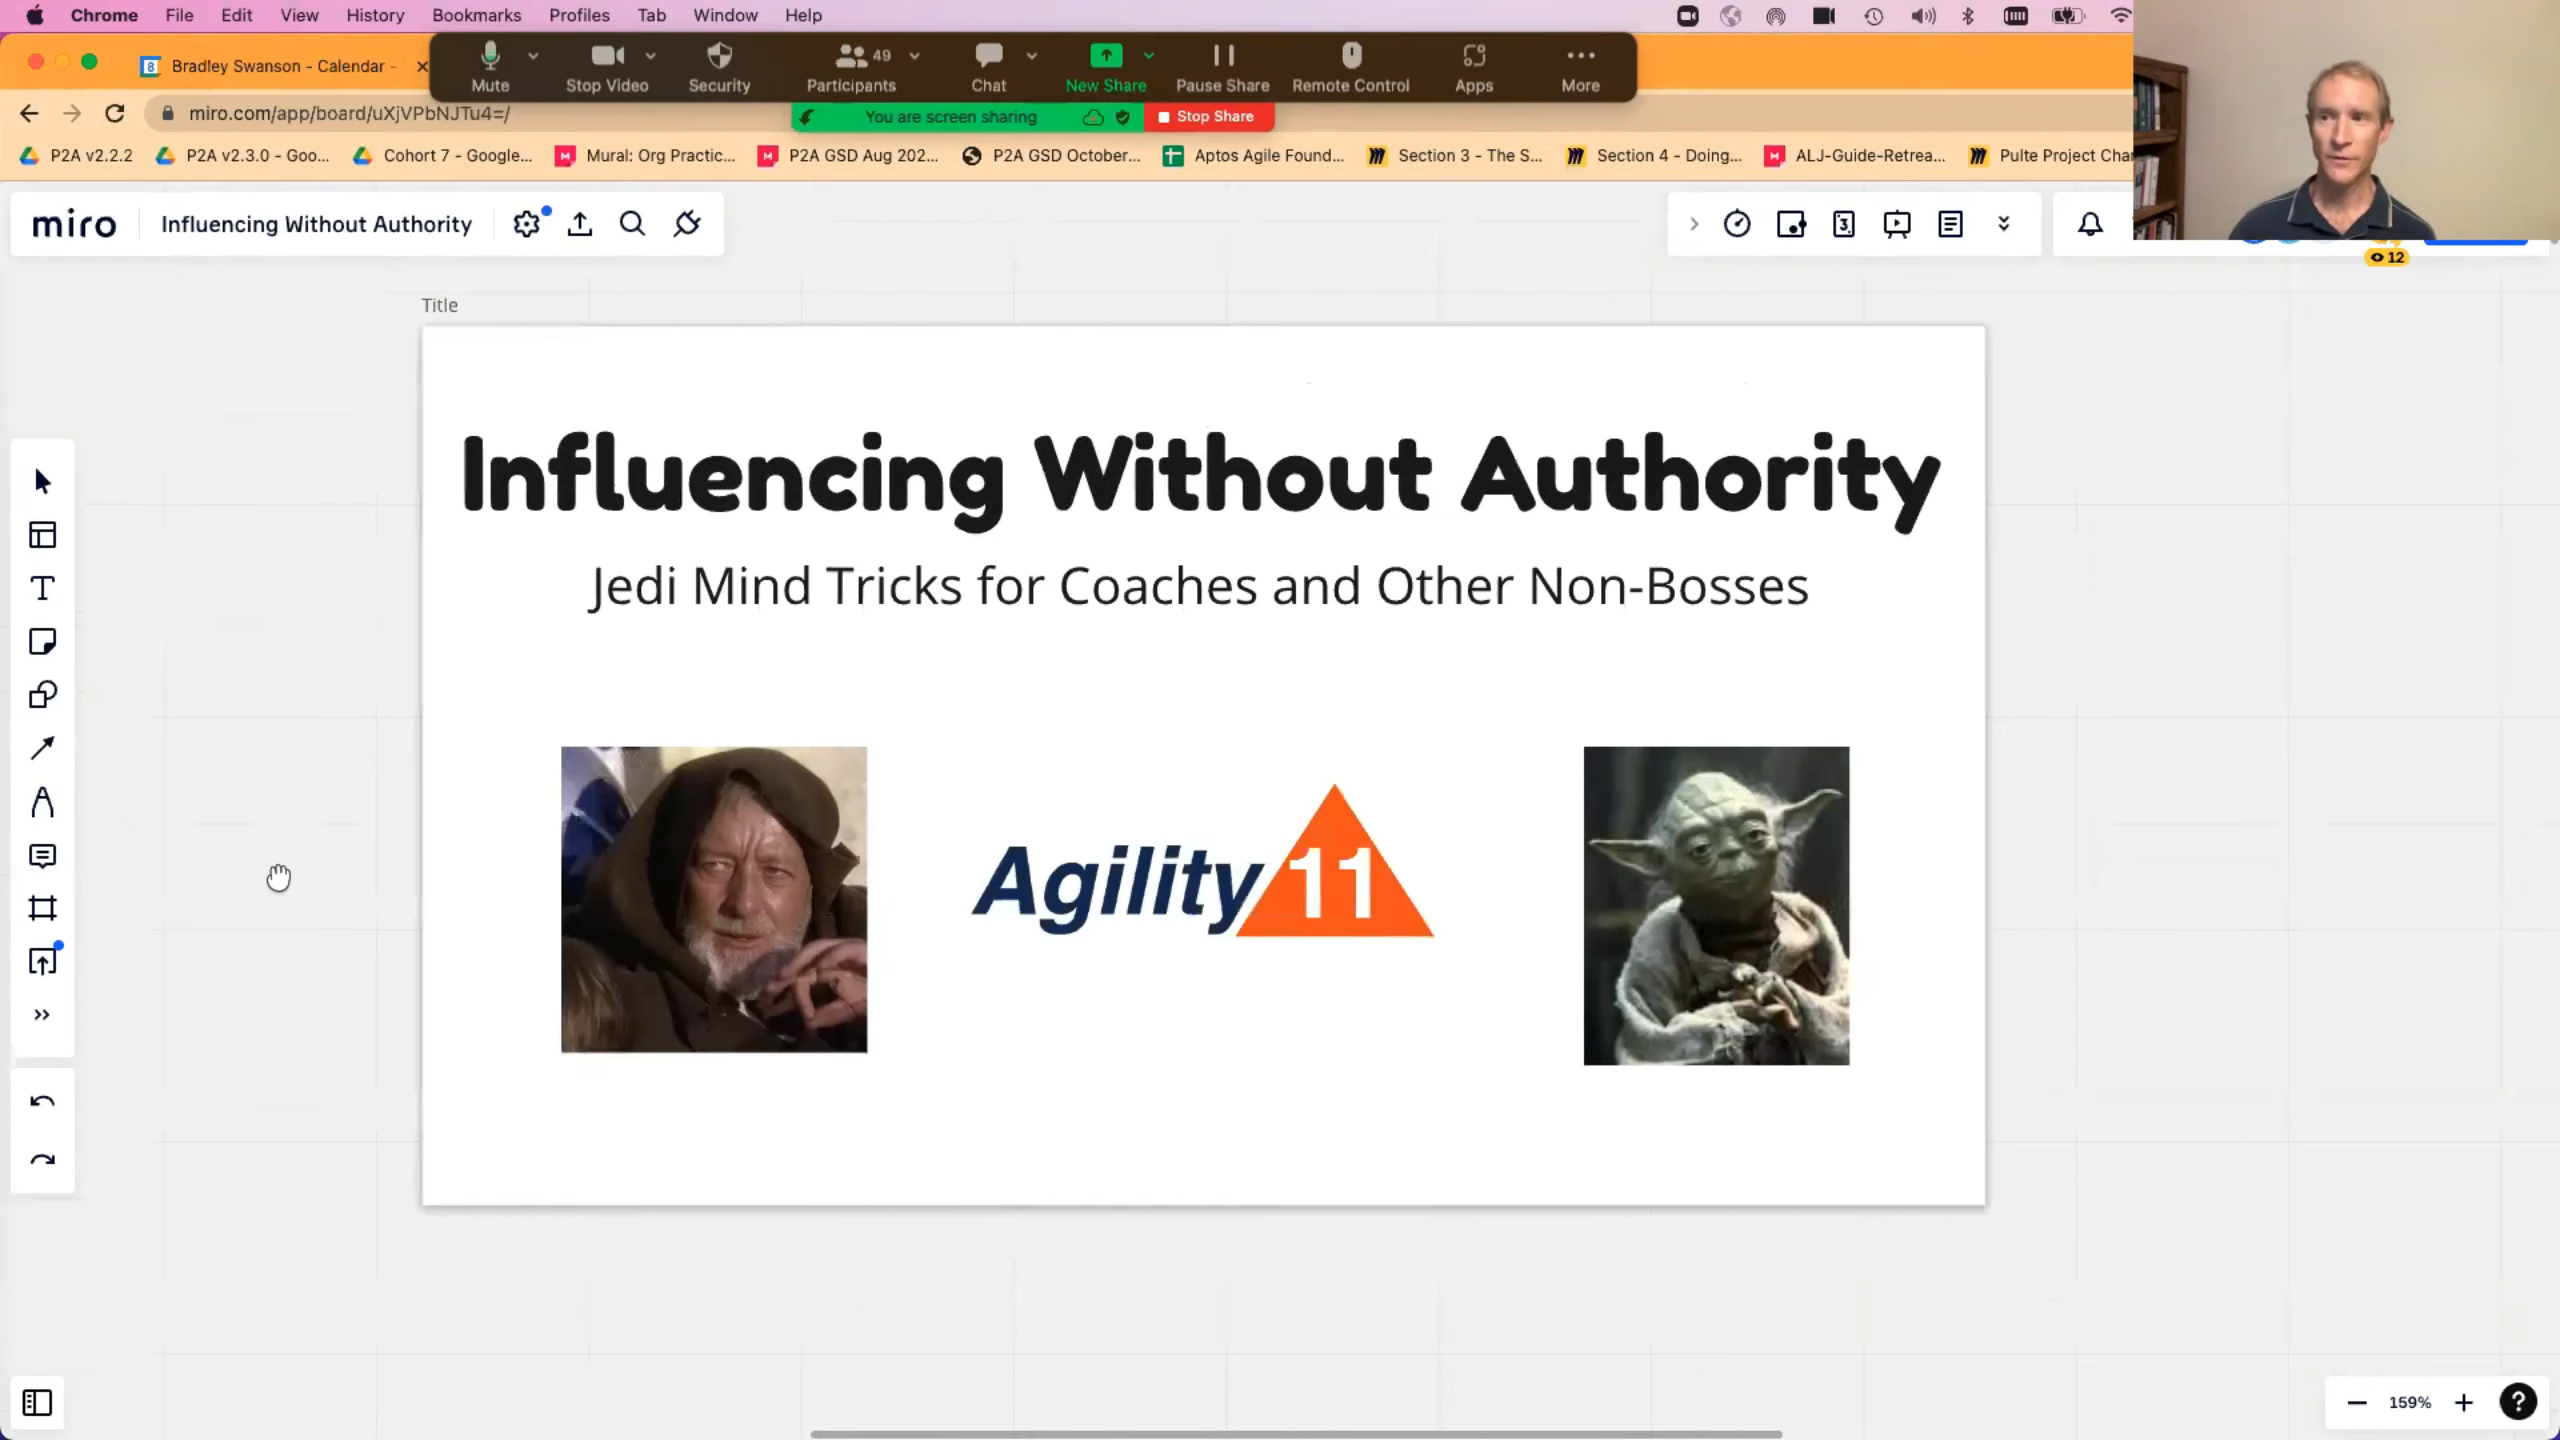 Chrome File Edit View History Bookmarks Profiles Tab Window Help
8 Bradley Swanson - Calendar -
Mute Stop Video Security Participants 49 Chat New Share Pause Share Remote Control Apps More
miro.com/app/board/uXjVPbNJTu4=/
You are screen sharing Stop Share
P2A v2.2.2 P2A v2.3.0 - Goo... Cohort 7 - Google... Mural: Org Practic... P2A GSD Aug 202... P2A GSD October... Aptos Agile Found... Section 3 - The S... Section 4 - Doing... ALJ-Guide-Retrea... Pulte Project Char
miro Influencing Without Authority
3
12
Title
Influencing Without Authority
Jedi Mind Tricks for Coaches and Other Non-Bosses
Agility 11
159%